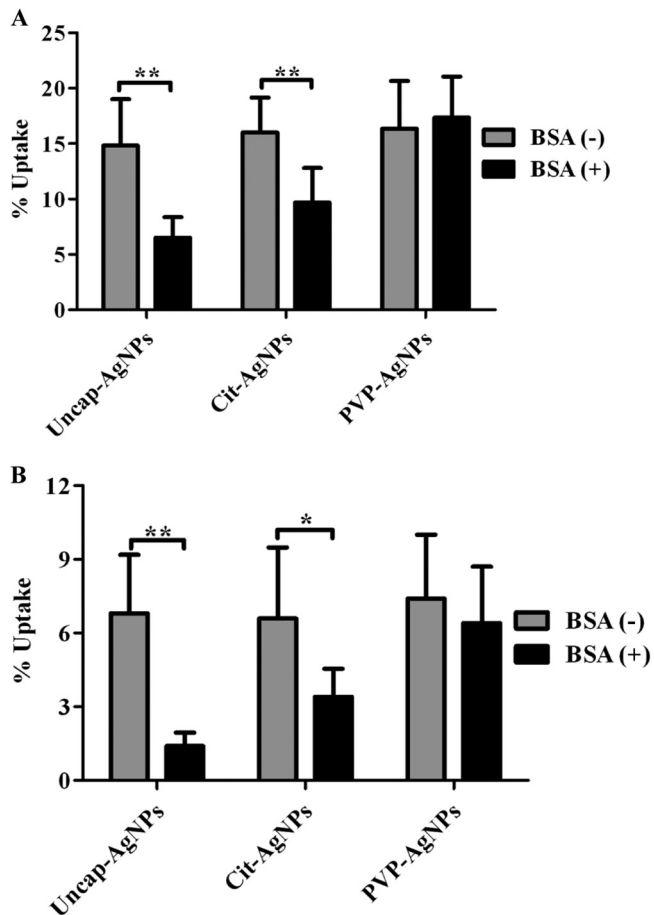 A
25
20
15
10
5
0
% Uptake
**
**
BSA (-)
BSA (+)
Uncap-AgNPs
Cit-AgNPs
PVP-AgNPs
B
12
9
6
3
0
% Uptake
**
*
BSA (-)
BSA (+)
Uncap-AgNPs
Cit-AgNPs
PVP-AgNPs